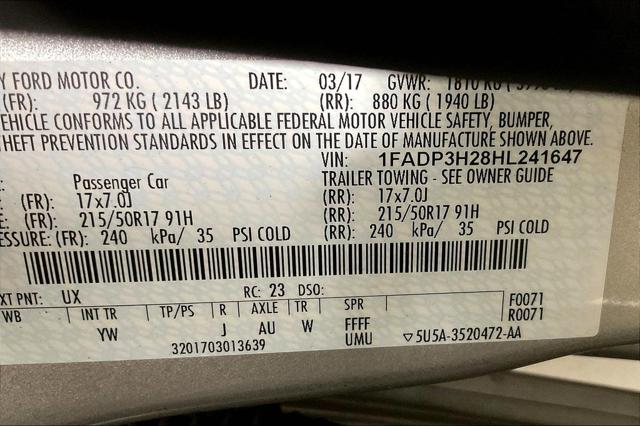 Y FORD MOTOR CO. DATE: 03/17 GVWR: 1810 KG
(FR): 972 KG ( 2143 LB) (RR): 880 KG ( 1940 LB)
VEHICLE CONFORMS TO ALL APPLICABLE FEDERAL MOTOR VEHICLE SAFETY, BUMPER,
THEFT PREVENTION STANDARDS IN EFFECT ON THE DATE OF MANUFACTURE SHOWN ABOVE.
VIN: 1FADP3H28HL241647
Passenger Car TRAILER TOWING - SEE OWNER GUIDE
: (FR): 17x7.0J (RR): 17x7.0J
E: (FR): 215/50R17 91H (RR): 215/50R17 91H
ESSURE: (FR): 240 kPa/ 35 PSI COLD (RR): 240 kPa/ 35 PSI COLD
XT PNT: UX RC: 23 DSO: F0071
WB INT TR TP/PS R AXLE TR SPR R0071
YW J AU W FFFF
3201703013639 UMU ▽5U5A-3520472-AA